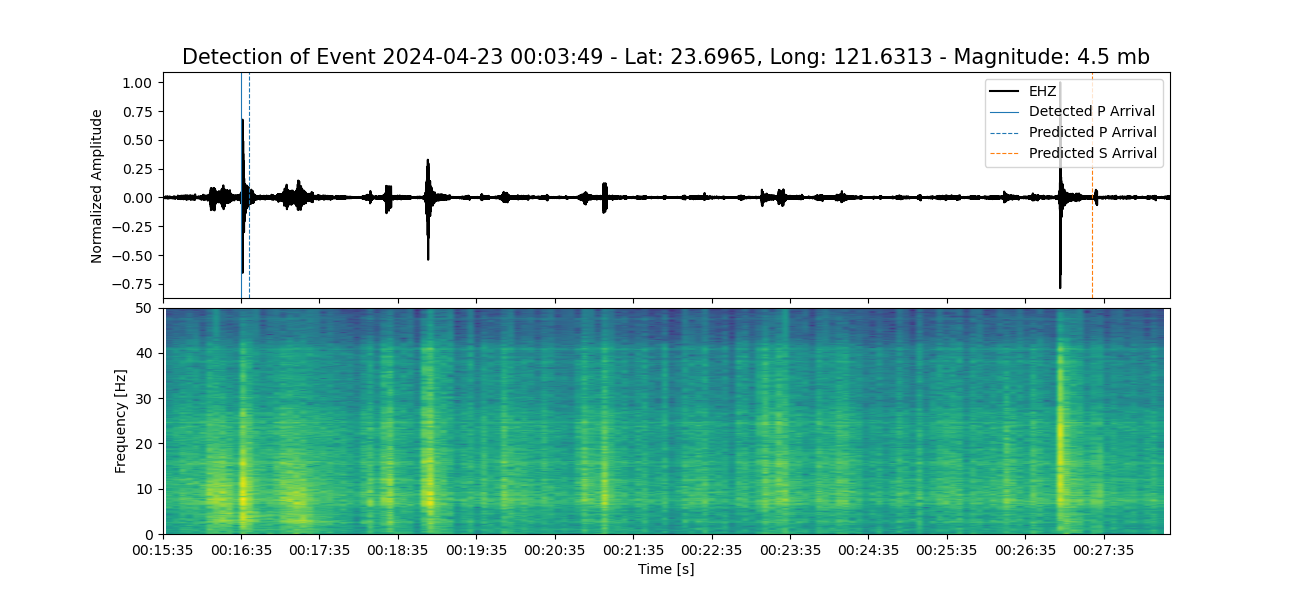 Detection of Event 2024-04-23 00:03:49 - Lat: 23.6965, Long: 121.6313 - Magnitude: 4.5 mb
1.00
0.75
0.50
0.25
0.00
−0.25
−0.50
−0.75
Normalized Amplitude
EHZ
Detected P Arrival
Predicted P Arrival
Predicted S Arrival
50
40
30
20
10
0
Frequency [Hz]
00:15:35 00:16:35 00:17:35 00:18:35 00:19:35 00:20:35 00:21:35 00:22:35 00:23:35 00:24:35 00:25:35 00:26:35 00:27:35
Time [s]